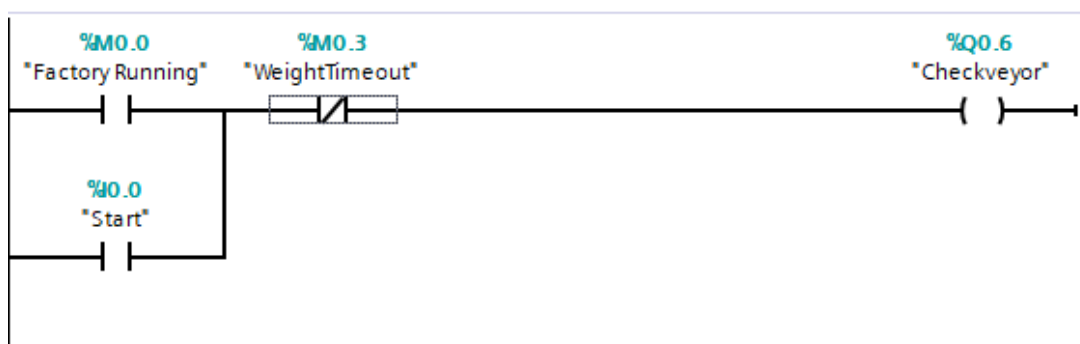 %M0.0
"Factory Running"
%M0.3
"WeightTimeout"
%Q0.6
"Checkveyor"
%I0.0
"Start"